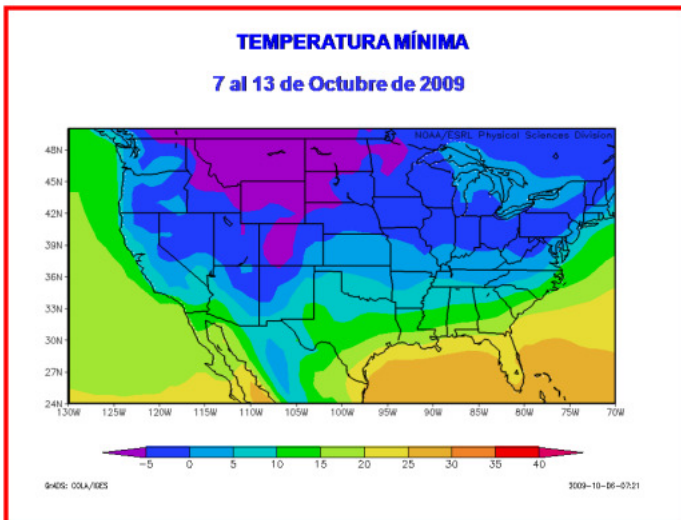 TEMPERATURA MÍNIMA
7 al 13 de Octubre de 2009
NOAA/ESRL Physical Sciences Division
48N
45N
42N
39N
36N
33N
30N
27N
24N
130W 125W 120W 115W 110W 105W 100W 95W 90W 85W 80W 75W 70W
-5 0 5 10 15 20 25 30 35 40
GrADS: COLA/IGES
2009-10-06-07:21